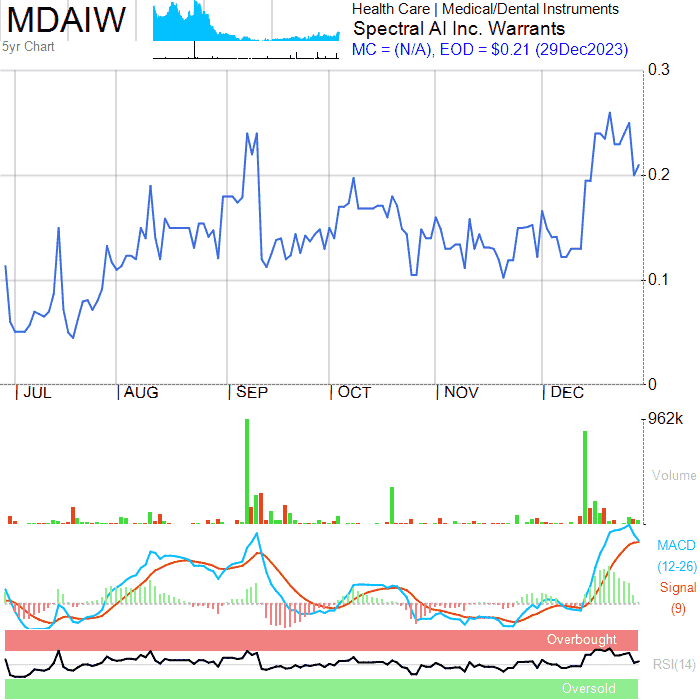 MDAIW
5yr Chart
Health Care | Medical/Dental Instruments
Spectral AI Inc. Warrants
MC = (N/A), EOD = $0.21 (29Dec2023)
0.3
0.2
0.1
0
JUL
AUG
SEP
OCT
NOV
DEC
962k
Volume
MACD
(12-26)
Signal
(9)
Overbought
RSI(14)
Oversold